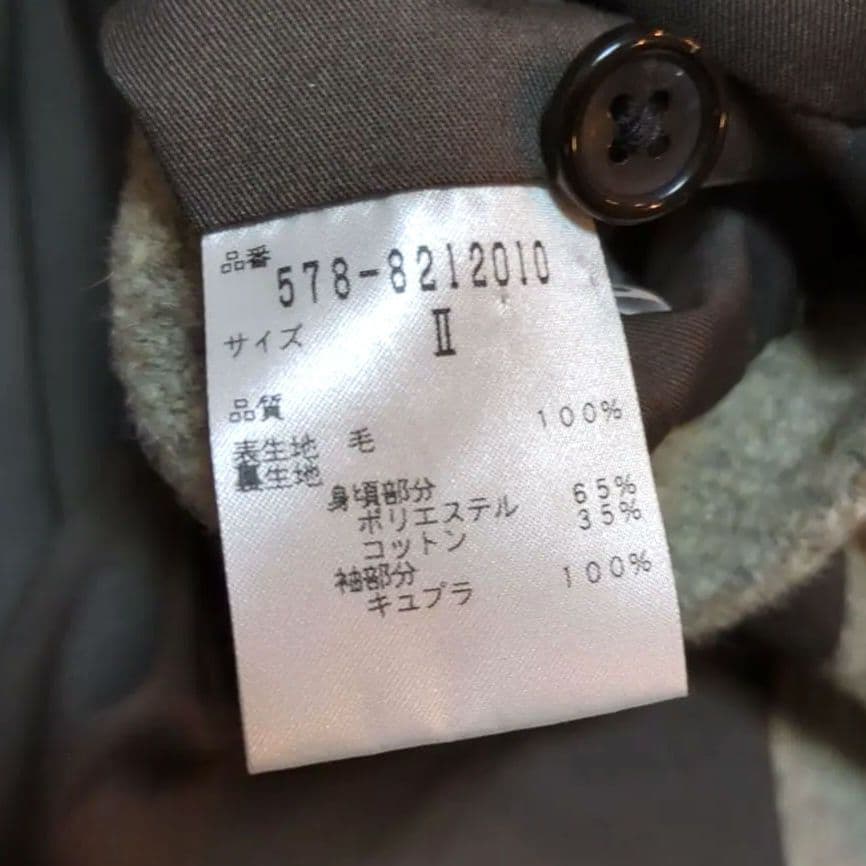 品番 578-8212010
サイズ Ⅱ
品質
表生地 毛 100%
裏生地
身頃部分
ポリエステル 65%
コットン 35%
袖部分
キュプラ 100%